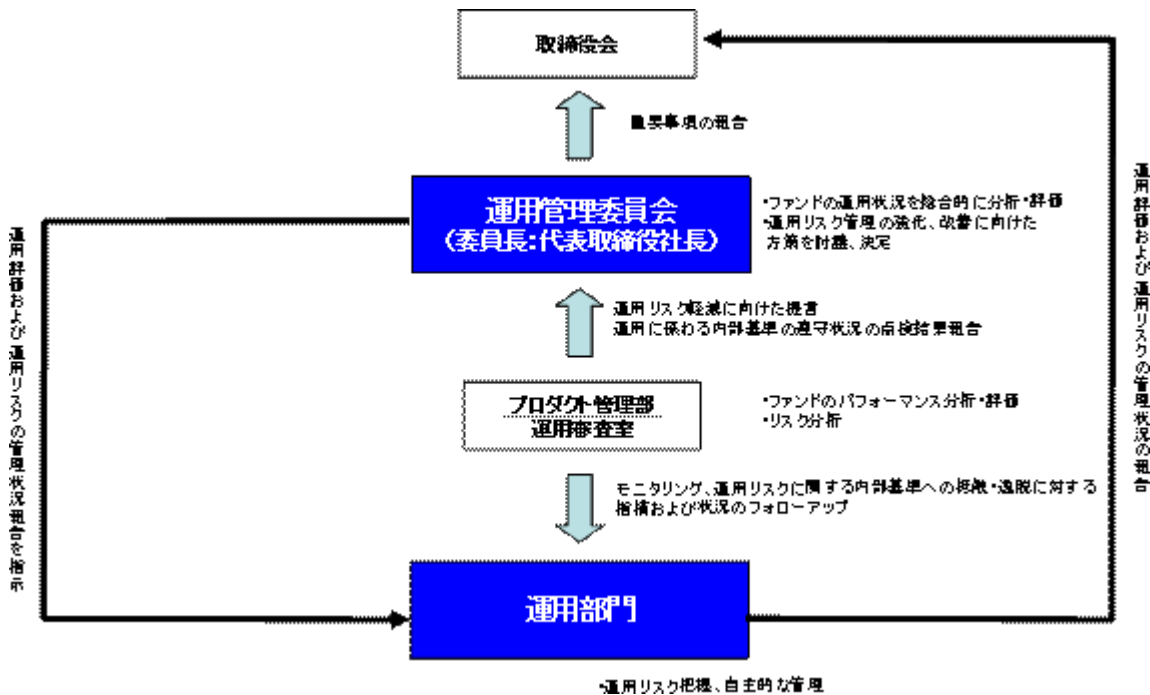 取締役会
重要事項の報告
運用管理委員会
(委員長:代表取締役社長)
・ファンドの運用状況を総合的に分析・評価
・運用リスク管理の強化、改善に向けた
方策を討議、決定
運用リスク軽減に向けた提言
運用に係わる内部基準の遵守状況の点検結果報告
プロダクト管理部
運用審査室
・ファンドのパフォーマンス分析・評価
・リスク分析
モニタリング、運用リスクに関する内部基準への抵触・逸脱に対する
指摘および状況のフォローアップ
運用部門
・運用リスク把握、自主的な管理
運用評価および運用リスクの管理状況報告を指示
運用評価および運用リスクの管理状況の報告